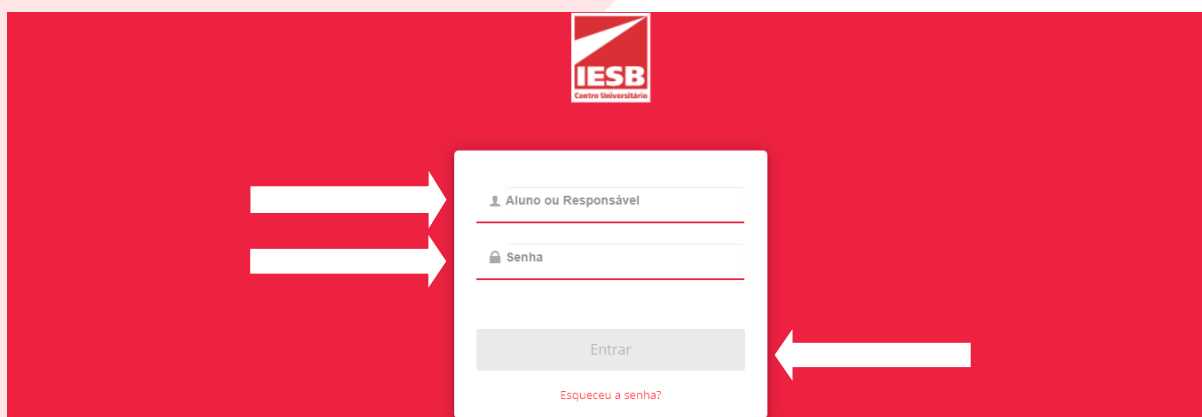 IESB
Centro Universitário
Aluno ou Responsável
Senha
Entrar
Esqueceu a senha?